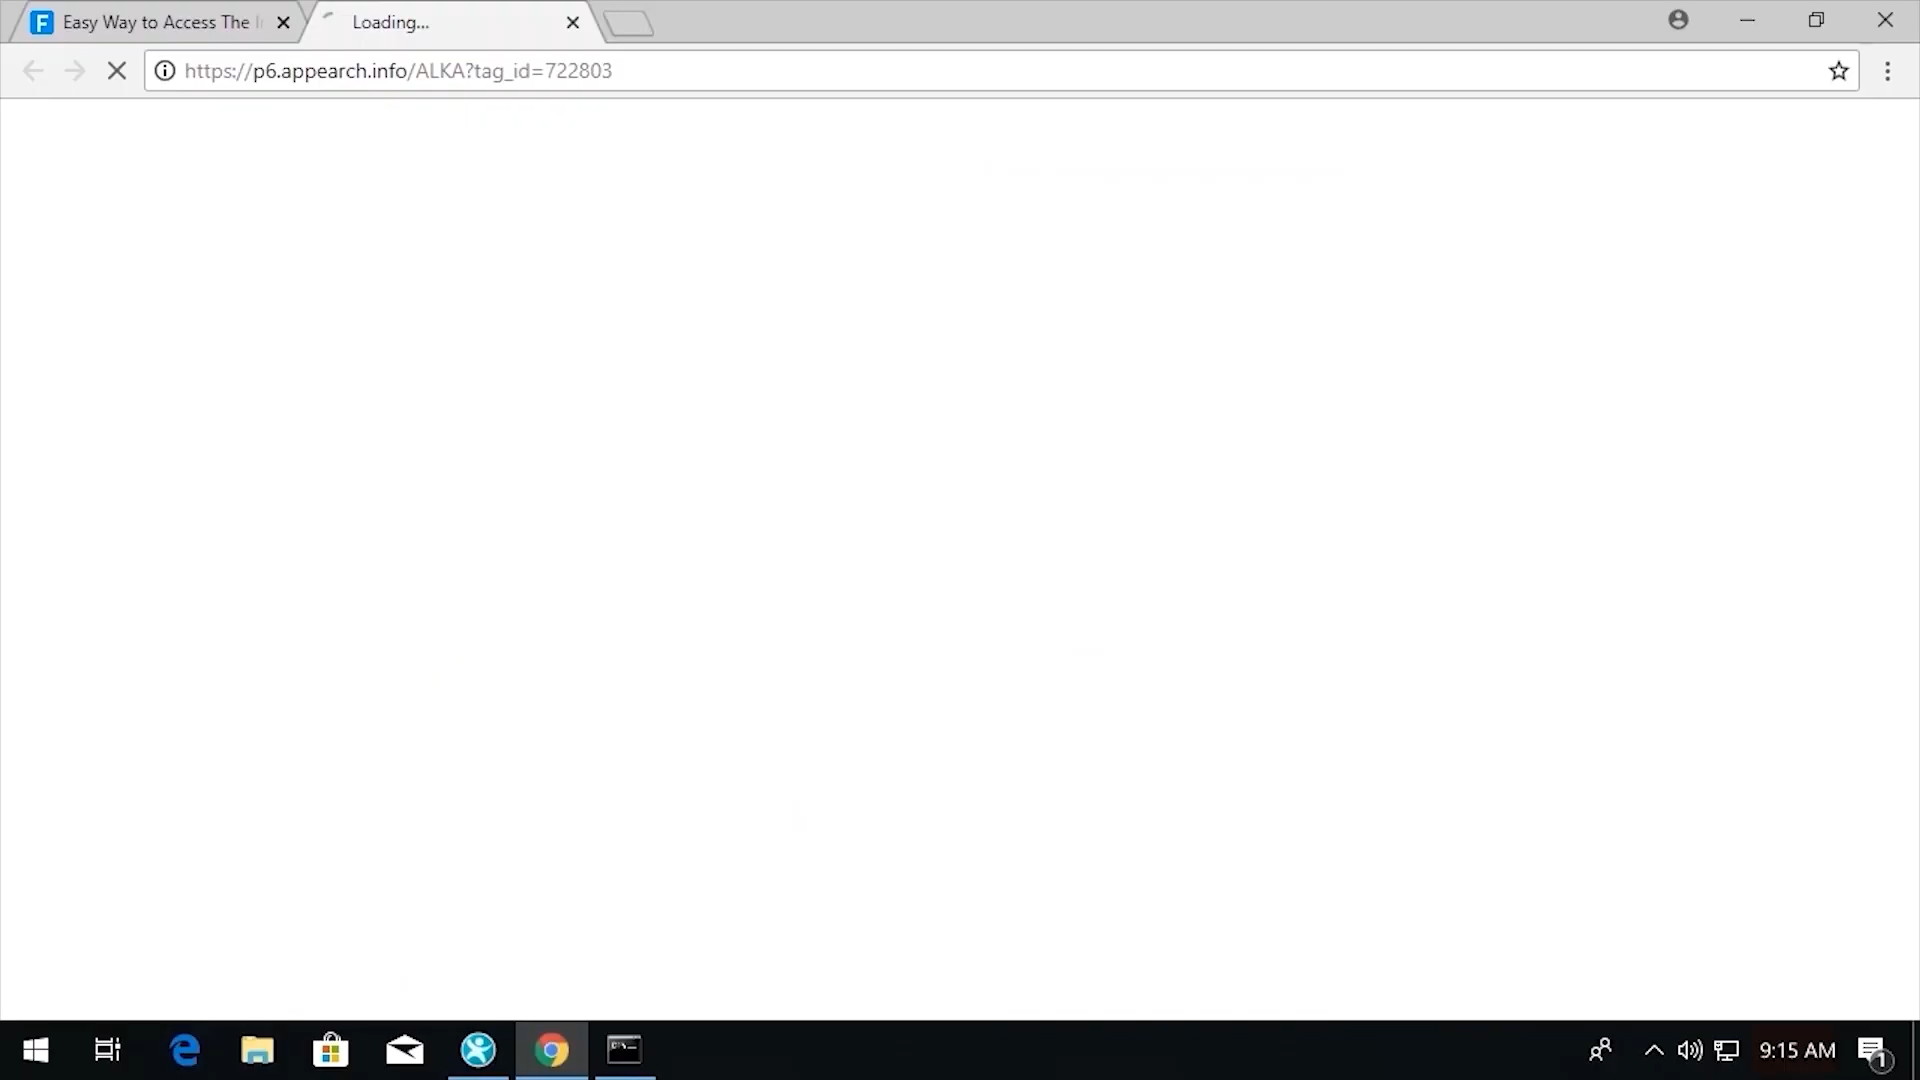 F Easy Way to Access The
Loading...
https://p6.appearch.info/ALKA?tag_id=722803
9:15 AM
1